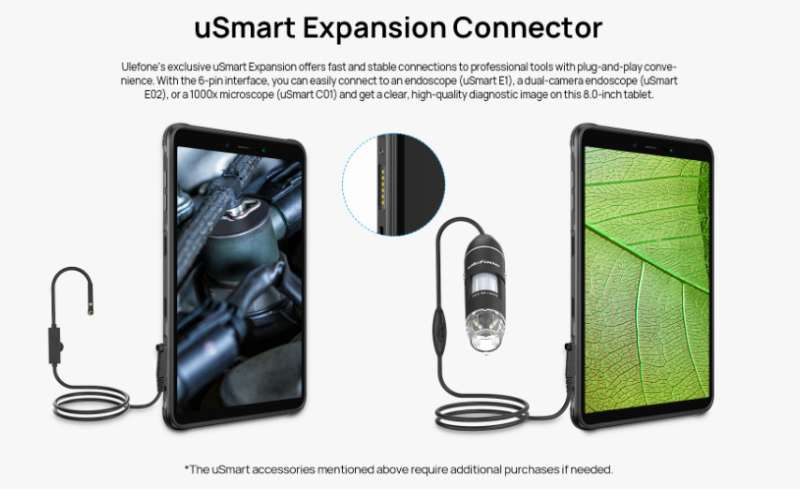 uSmart Expansion Connector
Ulefone's exclusive uSmart Expansion offers fast and stable connections to professional tools with plug-and-play conve-
nience. With the 6-pin interface, you can easily connect to an endoscope (uSmart E1), a dual-camera endoscope (uSmart
E02), or a 1000x microscope (uSmart C01) and get a clear, high-quality diagnostic image on this 8.0-inch tablet.
*The uSmart accessories mentioned above require additional purchases if needed.